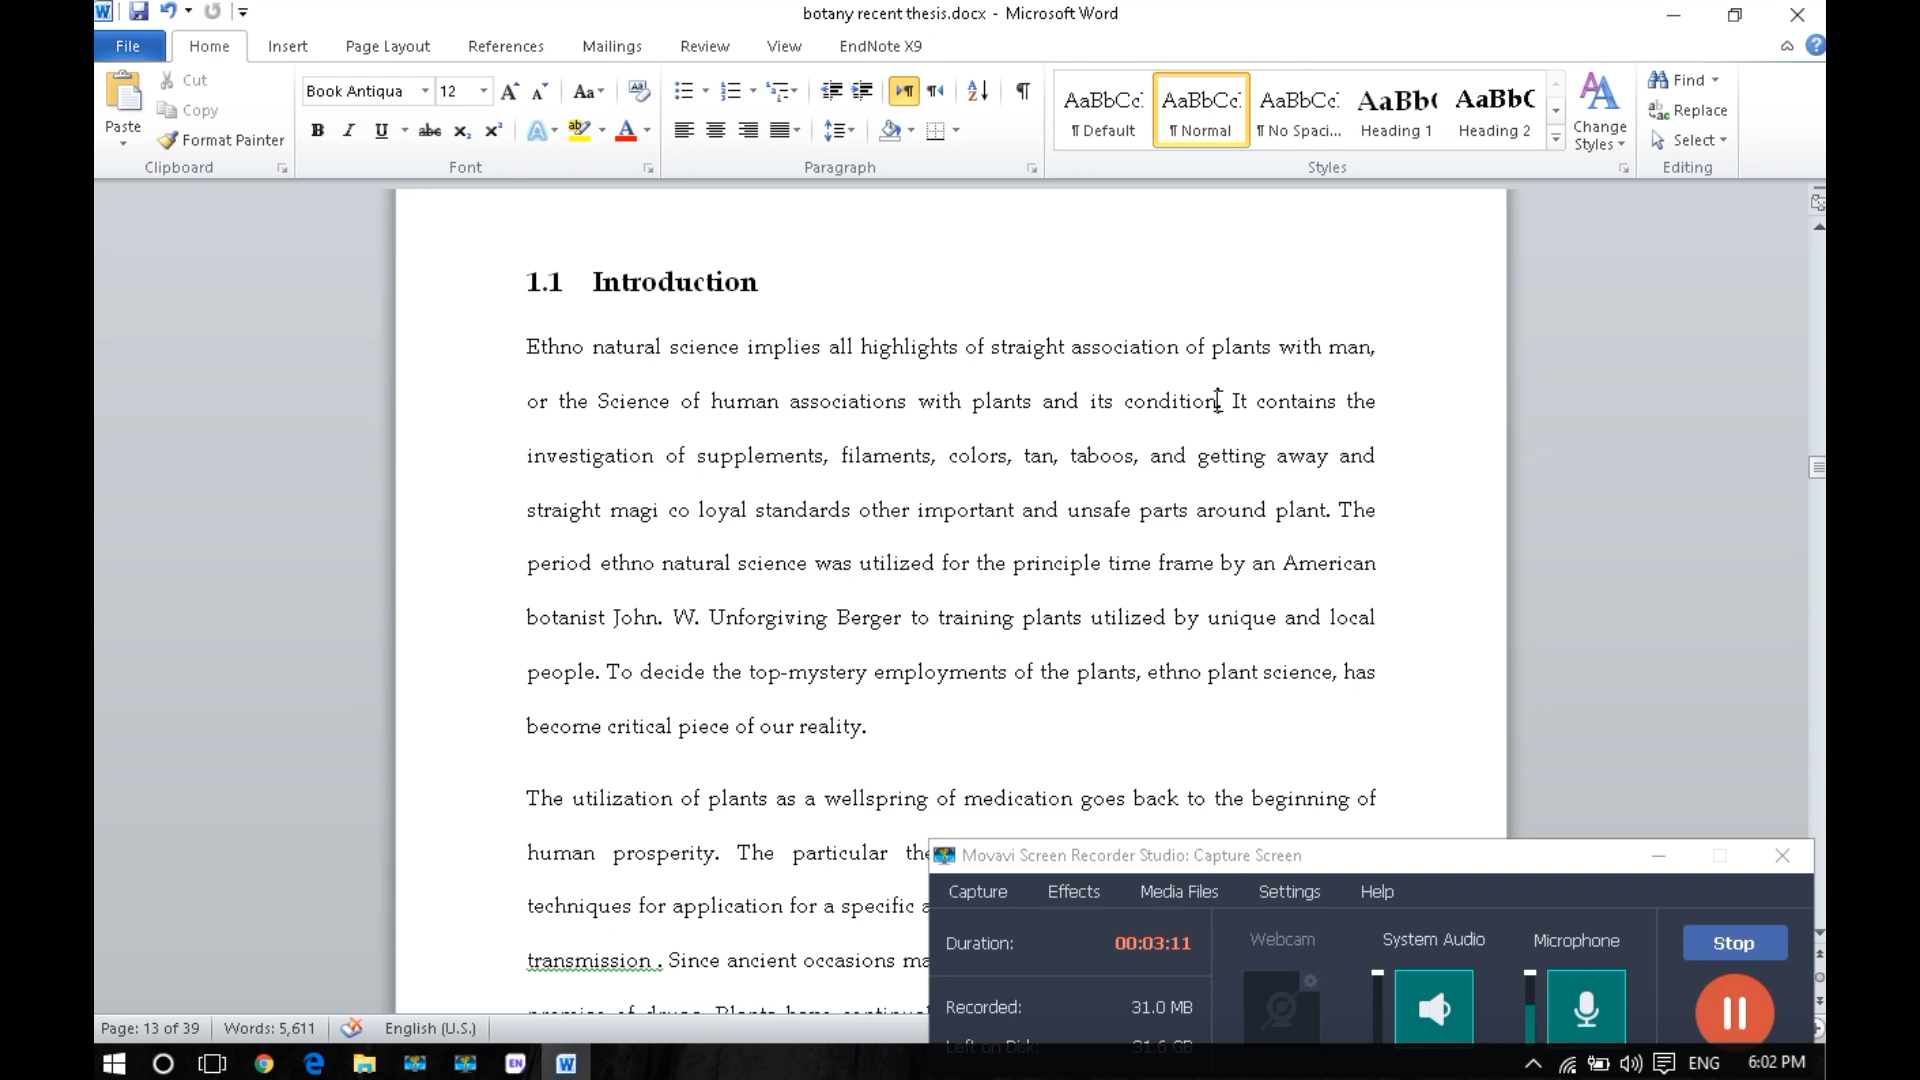 botany recent thesis.docx - Microsoft Word
File Home Insert Page Layout References Mailings Review View EndNote X9
Paste
Cut
Copy
Format Painter
Clipboard
Book Antiqua 12
Font
Paragraph
AaBbCc AaBbCc AaBbCc AaBb( AaBbC
¶ Default ¶ Normal ¶ No Spaci... Heading 1 Heading 2
Change Styles
Styles
Find
Replace
Select
Editing
1.1 Introduction
Ethno natural science implies all highlights of straight association of plants with man,
or the Science of human associations with plants and its condition. It contains the
investigation of supplements, filaments, colors, tan, taboos, and getting away and
straight magi co loyal standards other important and unsafe parts around plant. The
period ethno natural science was utilized for the principle time frame by an American
botanist John. W. Unforgiving Berger to training plants utilized by unique and local
people. To decide the top-mystery employments of the plants, ethno plant science, has
become critical piece of our reality.
The utilization of plants as a wellspring of medication goes back to the beginning of
human prosperity. The particular the
techniques for application for a specific a
transmission . Since ancient occasions ma
Movavi Screen Recorder Studio: Capture Screen
Capture Effects Media Files Settings Help
Duration: 00:03:11
Recorded: 31.0 MB
Left on Disk: 31.6 GB
Webcam System Audio Microphone
Stop
Page: 13 of 39 Words: 5,611 English (U.S.)
EN
ENG 6:02 PM